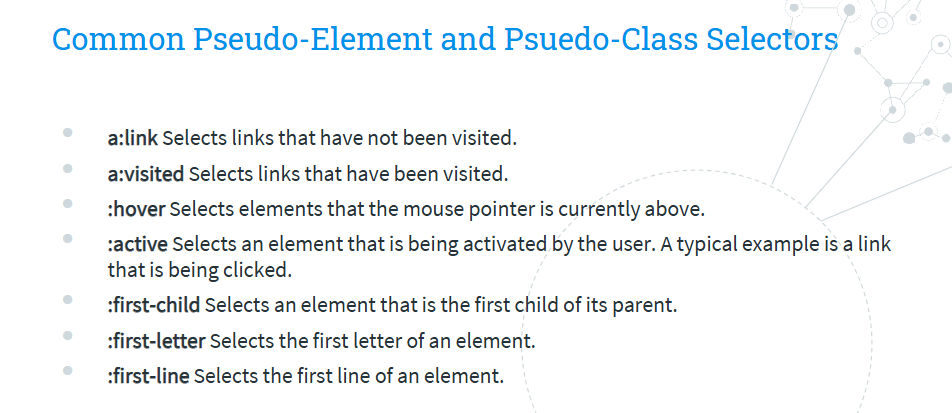 Common Pseudo-Element and Psuedo-Class Selectors
a:link Selects links that have not been visited.
a:visited Selects links that have been visited.
:hover Selects elements that the mouse pointer is currently above.
:active Selects an element that is being activated by the user. A typical example is a link
that is being clicked.
:first-child Selects an element that is the first child of its parent.
:first-letter Selects the first letter of an element.
:first-line Selects the first line of an element.